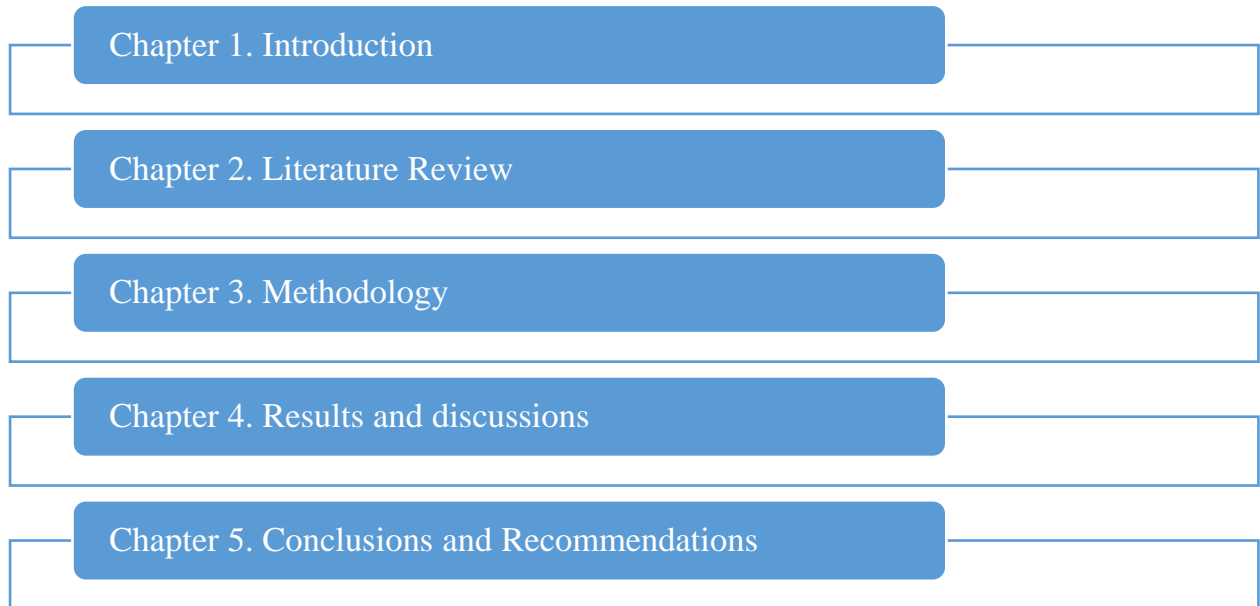 Chapter 1. Introduction
Chapter 2. Literature Review
Chapter 3. Methodology
Chapter 4. Results and discussions
Chapter 5. Conclusions and Recommendations